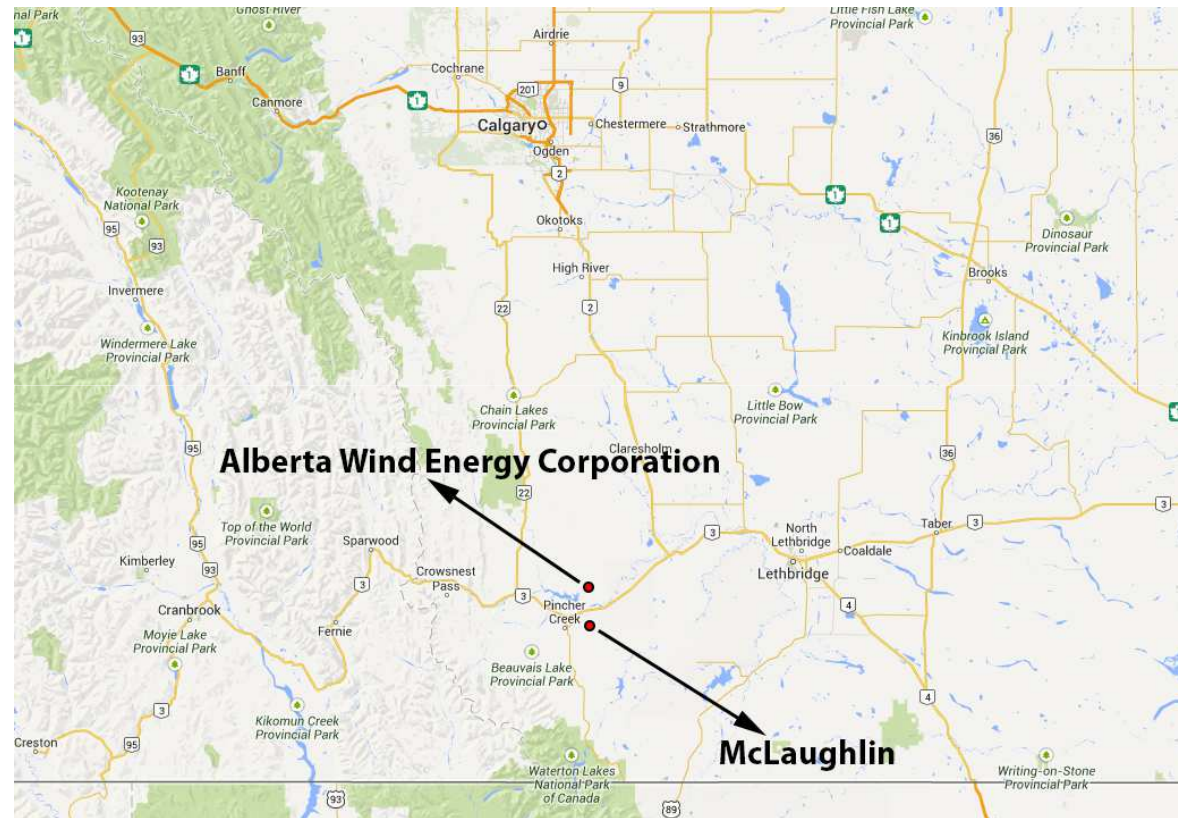 nal Park
Ghost River
Little Fish Lake
Provincial Park
1
93
Airdrie
Banff
1
Cochrane
201
9
Canmore
1
Calgary
Chestermere
Strathmore
36
Ogden
2
Kootenay
National Park
1
Okotoks
1
Dinosaur
Provincial Park
95
93
High River
Brooks
Invermere
22
2
Windermere Lake
Provincial Park
Kinbrook Island
Provincial Park
Chain Lakes
Provincial Park
Little Bow
Provincial Park
1
95
Claresholm
36
Alberta Wind Energy Corporation
22
Top of the World
Provincial Park
3
95
Sparwood
3
North
Lethbridge
Taber
3
Kimberley
93
Crowsnest
Pass
Coaldale
3
Lethbridge
3
Cranbrook
Pincher
Creek
3
4
Moyie Lake
Provincial Park
Fernie
Beauvais Lake
Provincial Park
3
Kikomun Creek
Provincial Park
4
Creston
95
McLaughlin
Waterton Lakes
National Park
of Canada
Writing-on-Stone
Provincial Park
93
89